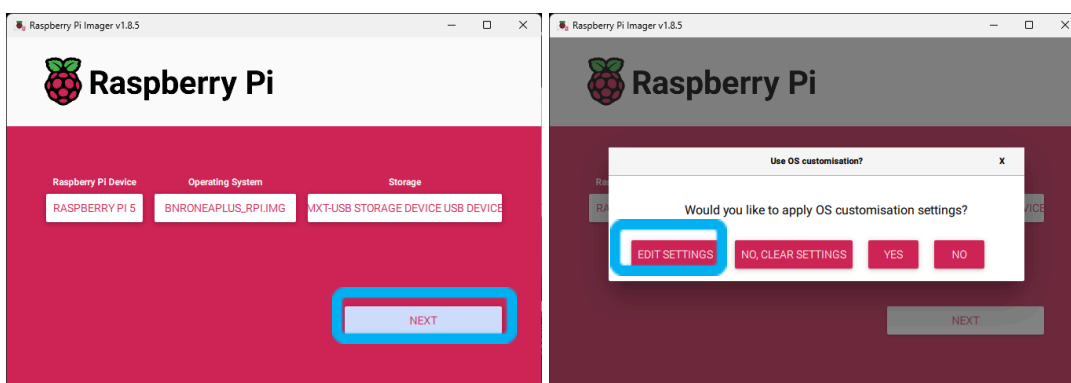 Raspberry Pi Imager v1.8.5
Raspberry Pi
Raspberry Pi Device
Operating System
Storage
RASPBERRY PI 5
BNRONEAPLUS_RPI.IMG
MXT-USB STORAGE DEVICE USB DEVICE
NEXT
Raspberry Pi Imager v1.8.5
Raspberry Pi
Use OS customisation?
X
Would you like to apply OS customisation settings?
EDIT SETTINGS
NO, CLEAR SETTINGS
YES
NO
NEXT